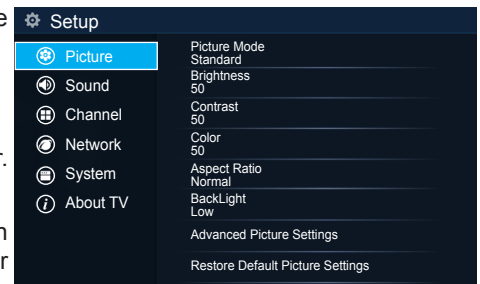 e
Setup
Picture
Sound
Channel
Network
System
About TV
r.
n
r
Picture Mode
Standard
Brightness
50
Contrast
50
Color
50
Aspect Ratio
Normal
BackLight
Low
Advanced Picture Settings
Restore Default Picture Settings